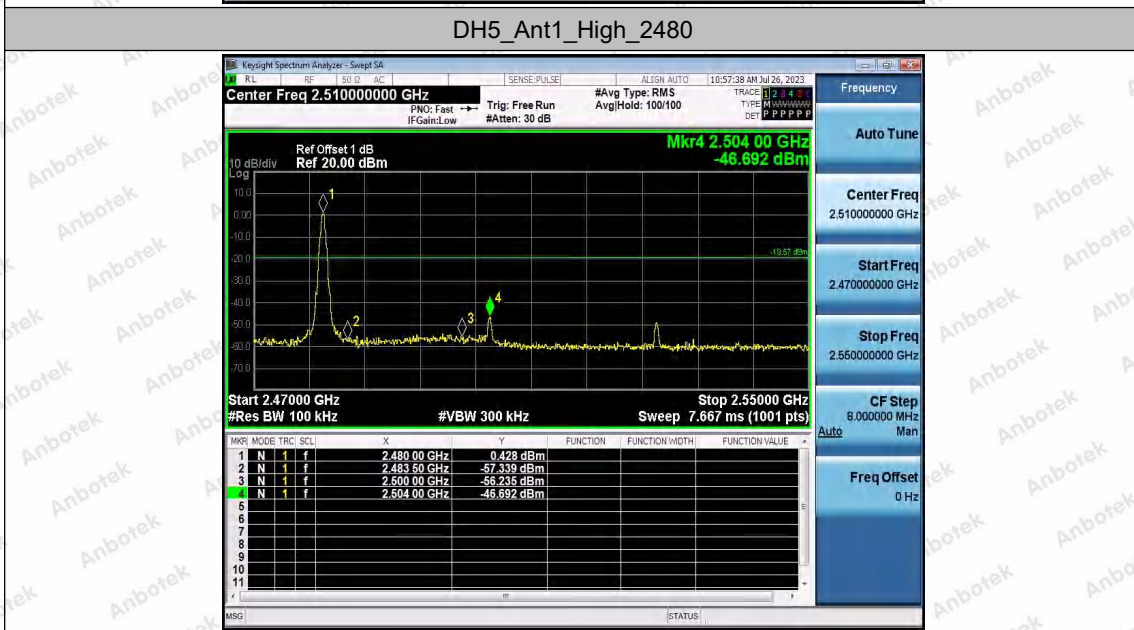 DH5_Ant1_High_2480
Keysight Spectrum Analyzer - Swept SA
RL RF 50 Ω AC SENSE:PULSE ALIGN AUTO 10:57:38 AM Jul 26, 2023
Center Freq 2.510000000 GHz
PNO: Fast
IFGain:Low
Trig: Free Run
#Atten: 30 dB
#Avg Type: RMS
Avg|Hold: 100/100
TRACE 1 2 3 4 5 6
TYPE M WWWWW
DET P P P P P P
Frequency
Auto Tune
Center Freq
2.510000000 GHz
Start Freq
2.470000000 GHz
Stop Freq
2.550000000 GHz
CF Step
8.000000 MHz
Auto Man
Freq Offset
0 Hz
Mkr4 2.504 00 GHz
-46.692 dBm
Ref Offset 1 dB
10 dB/div Ref 20.00 dBm
Log
10.0
0.00
-10.0
-20.0
-30.0
-40.0
-50.0
-60.0
-70.0
-19.57 dBm
1
2
3
4
Start 2.47000 GHz Stop 2.55000 GHz
#Res BW 100 kHz #VBW 300 kHz Sweep 7.667 ms (1001 pts)
MKR MODE TRC SCL X Y FUNCTION FUNCTION WIDTH FUNCTION VALUE
1 N 1 f 2.480 00 GHz 0.428 dBm
2 N 1 f 2.483 50 GHz -57.339 dBm
3 N 1 f 2.500 00 GHz -56.235 dBm
4 N 1 f 2.504 00 GHz -46.692 dBm
5
6
7
8
9
10
11
MSG STATUS
Anbotek